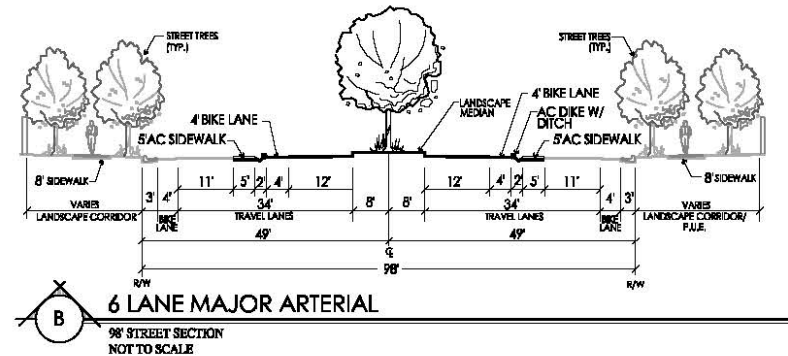 STREET TREES
(TYP.)
STREET TREES
(TYP.)
4' BIKE LANE
5'AC SIDEWALK
LANDSCAPE
MEDIAN
4' BIKE LANE
AC DIKE W/
DITCH
5'AC SIDEWALK
8' SIDEWALK
8' SIDEWALK
11' 5' 2' 4' 12' 12' 4' 2' 5' 11'
3' 4' 34' 8' 8' 34' 4' 3'
VARIES
LANDSCAPE CORRIDOR
BIKE
LANE
TRAVEL LANES
TRAVEL LANES
BIKE
LANE
VARIES
LANDSCAPE CORRIDOR/
P.U.E.
49' 49'
℄
98'
R/W R/W
B
6 LANE MAJOR ARTERIAL
98' STREET SECTION
NOT TO SCALE